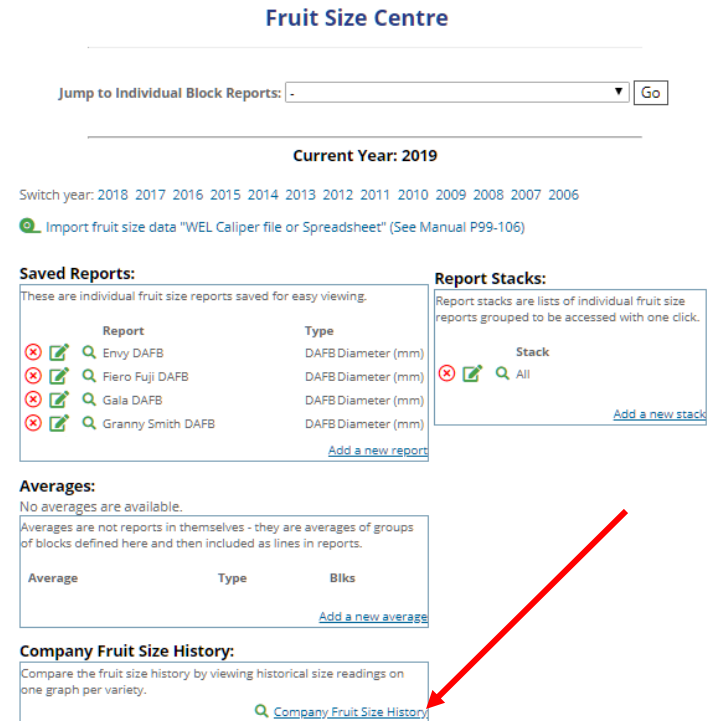 Fruit Size Centre
Jump to Individual Block Reports: - Go
Current Year: 2019
Switch year: 2018 2017 2016 2015 2014 2013 2012 2011 2010 2009 2008 2007 2006
Import fruit size data "WEL Caliper file or Spreadsheet" (See Manual P99-106)
Saved Reports:
These are individual fruit size reports saved for easy viewing.
Report Type
Envy DAFB DAFB Diameter (mm)
Fiero Fuji DAFB DAFB Diameter (mm)
Gala DAFB DAFB Diameter (mm)
Granny Smith DAFB DAFB Diameter (mm)
Add a new report
Report Stacks:
Report stacks are lists of individual fruit size
reports grouped to be accessed with one click.
Stack
All
Add a new stack
Averages:
No averages are available.
Averages are not reports in themselves - they are averages of groups
of blocks defined here and then included as lines in reports.
Average Type Blks
Add a new average
Company Fruit Size History:
Compare the fruit size history by viewing historical size readings on
one graph per variety.
Company Fruit Size History